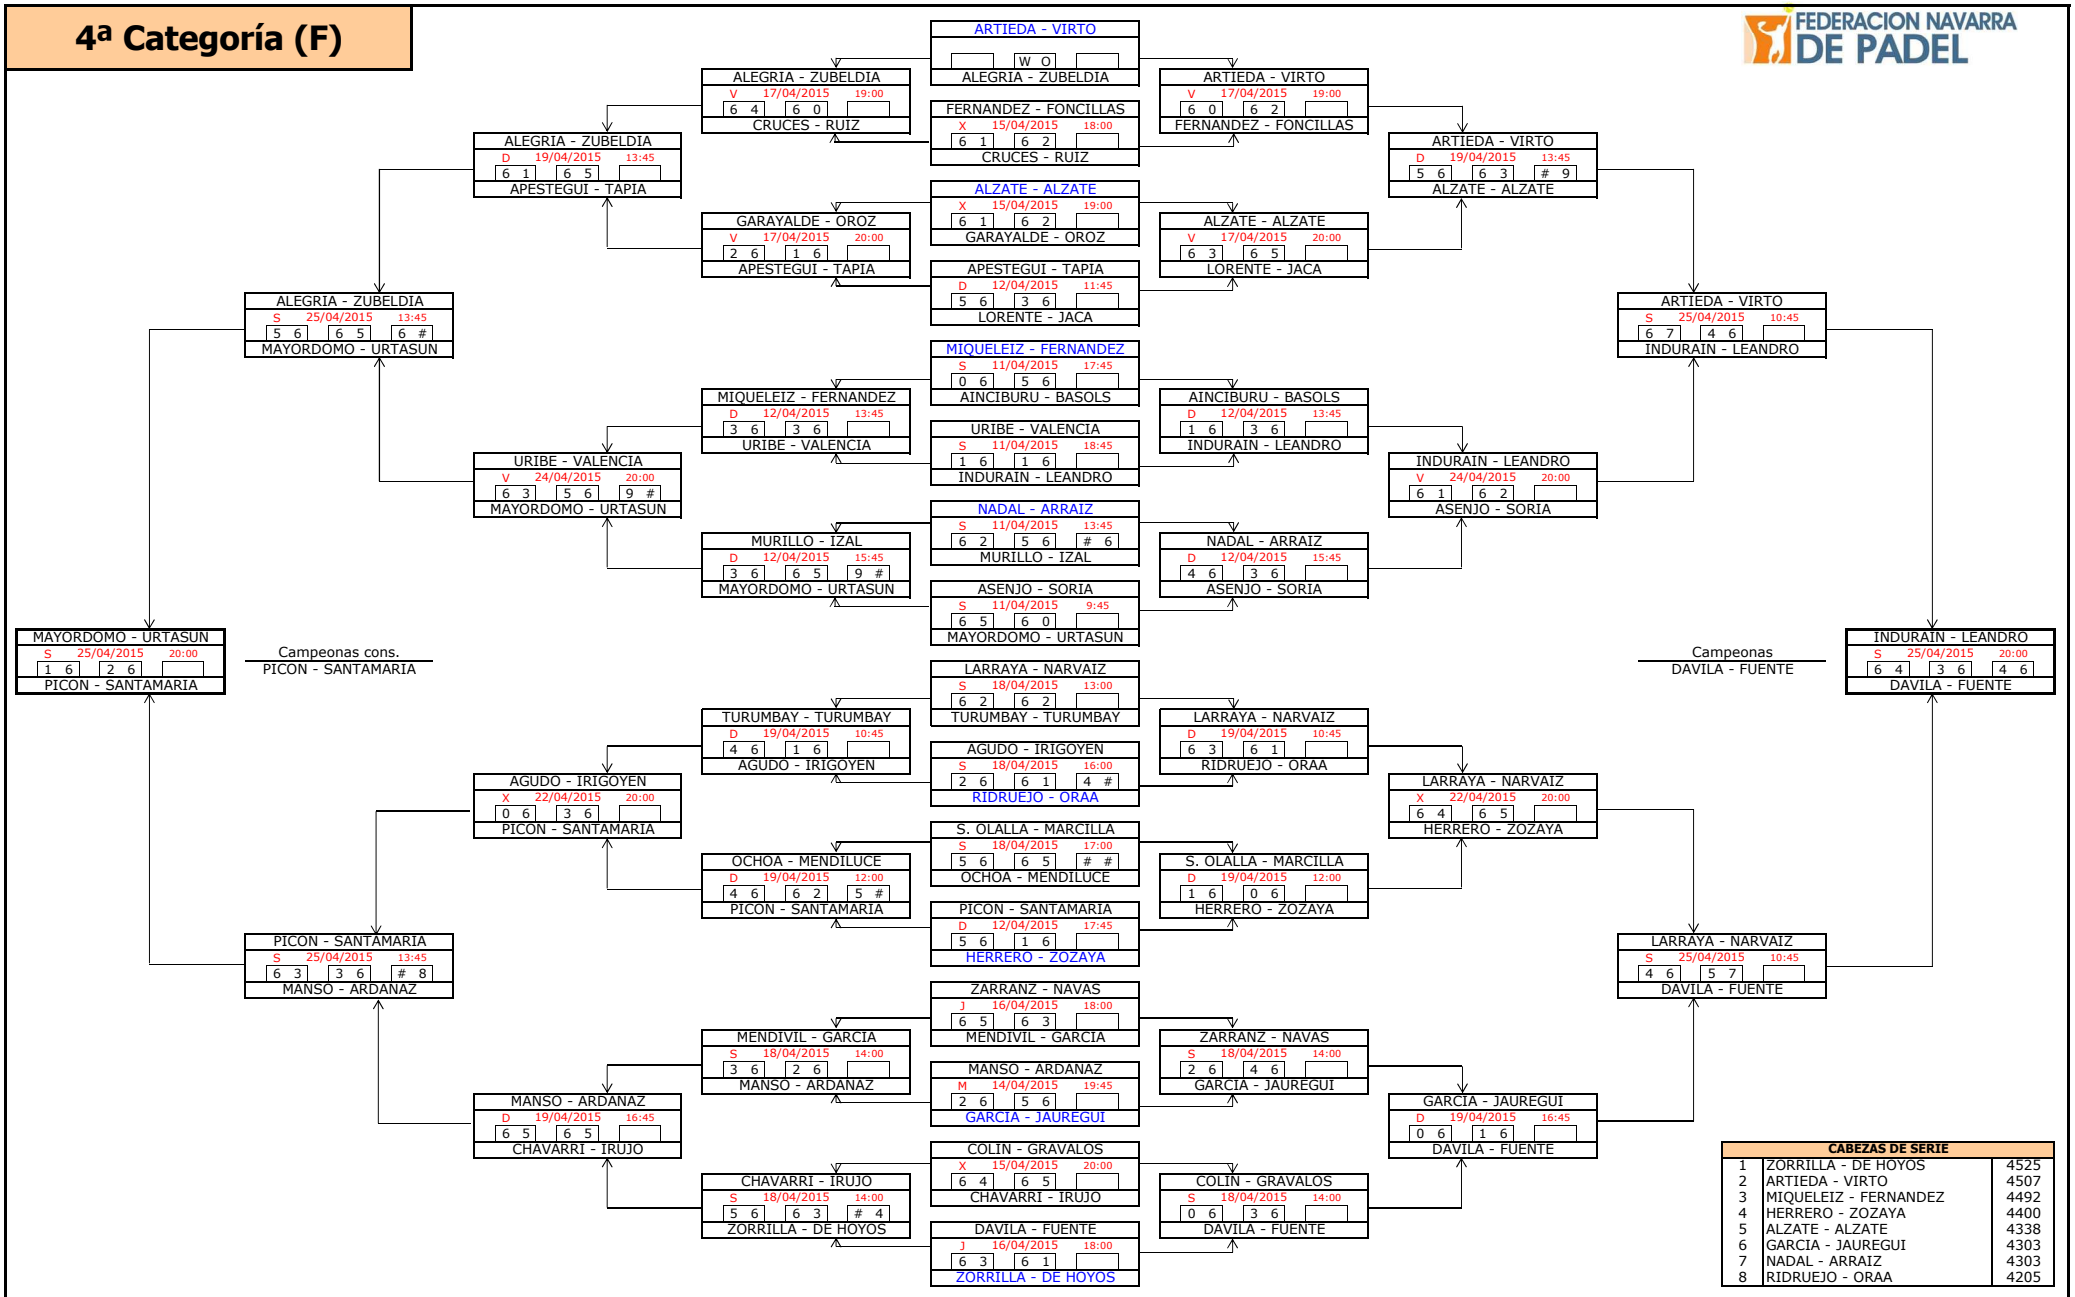 4ª Categoría (F)
FEDERACION NAVARRA
DE PADEL
ARTIEDA - VIRTO
W O
ALEGRIA - ZUBELDIA
FERNANDEZ - FONCILLAS
X 15/04/2015 18:00
6 1 6 2
CRUCES - RUIZ
ALZATE - ALZATE
X 15/04/2015 19:00
6 1 6 2
GARAYALDE - OROZ
APESTEGUI - TAPIA
D 12/04/2015 11:45
5 6 3 6
LORENTE - JACA
MIQUELEIZ - FERNANDEZ
S 11/04/2015 17:45
0 6 5 6
AINCIBURU - BASOLS
URIBE - VALENCIA
S 11/04/2015 18:45
1 6 1 6
INDURAIN - LEANDRO
NADAL - ARRAIZ
S 11/04/2015 13:45
6 2 5 6 # 6
MURILLO - IZAL
ASENJO - SORIA
S 11/04/2015 9:45
6 5 6 0
MAYORDOMO - URTASUN
LARRAYA - NARVAIZ
S 18/04/2015 13:00
6 2 6 2
TURUMBAY - TURUMBAY
AGUDO - IRIGOYEN
S 18/04/2015 16:00
2 6 6 1 4 #
RIDRUEJO - ORAA
S. OLALLA - MARCILLA
S 18/04/2015 17:00
5 6 6 5 # #
OCHOA - MENDILUCE
PICON - SANTAMARIA
D 12/04/2015 17:45
5 6 1 6
HERRERO - ZOZAYA
ZARRANZ - NAVAS
J 16/04/2015 18:00
6 5 6 3
MENDIVIL - GARCIA
MANSO - ARDANAZ
M 14/04/2015 19:45
2 6 5 6
GARCIA - JAUREGUI
COLIN - GRAVALOS
X 15/04/2015 20:00
6 4 6 5
CHAVARRI - IRUJO
DAVILA - FUENTE
J 16/04/2015 18:00
6 3 6 1
ZORRILLA - DE HOYOS
ALEGRIA - ZUBELDIA
V 17/04/2015 19:00
6 4 6 0
CRUCES - RUIZ
GARAYALDE - OROZ
V 17/04/2015 20:00
2 6 1 6
APESTEGUI - TAPIA
MIQUELEIZ - FERNANDEZ
D 12/04/2015 13:45
3 6 3 6
URIBE - VALENCIA
MURILLO - IZAL
D 12/04/2015 15:45
3 6 6 5 9 #
MAYORDOMO - URTASUN
TURUMBAY - TURUMBAY
D 19/04/2015 10:45
4 6 1 6
AGUDO - IRIGOYEN
OCHOA - MENDILUCE
D 19/04/2015 12:00
4 6 6 2 5 #
PICON - SANTAMARIA
MENDIVIL - GARCIA
S 18/04/2015 14:00
3 6 2 6
MANSO - ARDANAZ
CHAVARRI - IRUJO
S 18/04/2015 14:00
5 6 6 3 # 4
ZORRILLA - DE HOYOS
ALEGRIA - ZUBELDIA
D 19/04/2015 13:45
6 1 6 5
APESTEGUI - TAPIA
URIBE - VALENCIA
V 24/04/2015 20:00
6 3 5 6 9 #
MAYORDOMO - URTASUN
AGUDO - IRIGOYEN
X 22/04/2015 20:00
0 6 3 6
PICON - SANTAMARIA
MANSO - ARDANAZ
D 19/04/2015 16:45
6 5 6 5
CHAVARRI - IRUJO
ALEGRIA - ZUBELDIA
S 25/04/2015 13:45
5 6 6 5 6 #
MAYORDOMO - URTASUN
PICON - SANTAMARIA
S 25/04/2015 13:45
6 3 3 6 # 8
MANSO - ARDANAZ
MAYORDOMO - URTASUN
S 25/04/2015 20:00
1 6 2 6
PICON - SANTAMARIA
Campeonas cons.
PICON - SANTAMARIA
ARTIEDA - VIRTO
V 17/04/2015 19:00
6 0 6 2
FERNANDEZ - FONCILLAS
ALZATE - ALZATE
V 17/04/2015 20:00
6 3 6 5
LORENTE - JACA
AINCIBURU - BASOLS
D 12/04/2015 13:45
1 6 3 6
INDURAIN - LEANDRO
NADAL - ARRAIZ
D 12/04/2015 15:45
4 6 3 6
ASENJO - SORIA
LARRAYA - NARVAIZ
D 19/04/2015 10:45
6 3 6 1
RIDRUEJO - ORAA
S. OLALLA - MARCILLA
D 19/04/2015 12:00
1 6 0 6
HERRERO - ZOZAYA
ZARRANZ - NAVAS
S 18/04/2015 14:00
2 6 4 6
GARCIA - JAUREGUI
COLIN - GRAVALOS
S 18/04/2015 14:00
0 6 3 6
DAVILA - FUENTE
ARTIEDA - VIRTO
D 19/04/2015 13:45
5 6 6 3 # 9
ALZATE - ALZATE
INDURAIN - LEANDRO
V 24/04/2015 20:00
6 1 6 2
ASENJO - SORIA
LARRAYA - NARVAIZ
X 22/04/2015 20:00
6 4 6 5
HERRERO - ZOZAYA
GARCIA - JAUREGUI
D 19/04/2015 16:45
0 6 1 6
DAVILA - FUENTE
ARTIEDA - VIRTO
S 25/04/2015 10:45
6 7 4 6
INDURAIN - LEANDRO
LARRAYA - NARVAIZ
S 25/04/2015 10:45
4 6 5 7
DAVILA - FUENTE
Campeonas
DAVILA - FUENTE
INDURAIN - LEANDRO
S 25/04/2015 20:00
6 4 3 6 4 6
DAVILA - FUENTE
CABEZAS DE SERIE
1 ZORRILLA - DE HOYOS 4525
2 ARTIEDA - VIRTO 4507
3 MIQUELEIZ - FERNANDEZ 4492
4 HERRERO - ZOZAYA 4400
5 ALZATE - ALZATE 4338
6 GARCIA - JAUREGUI 4303
7 NADAL - ARRAIZ 4303
8 RIDRUEJO - ORAA 4205